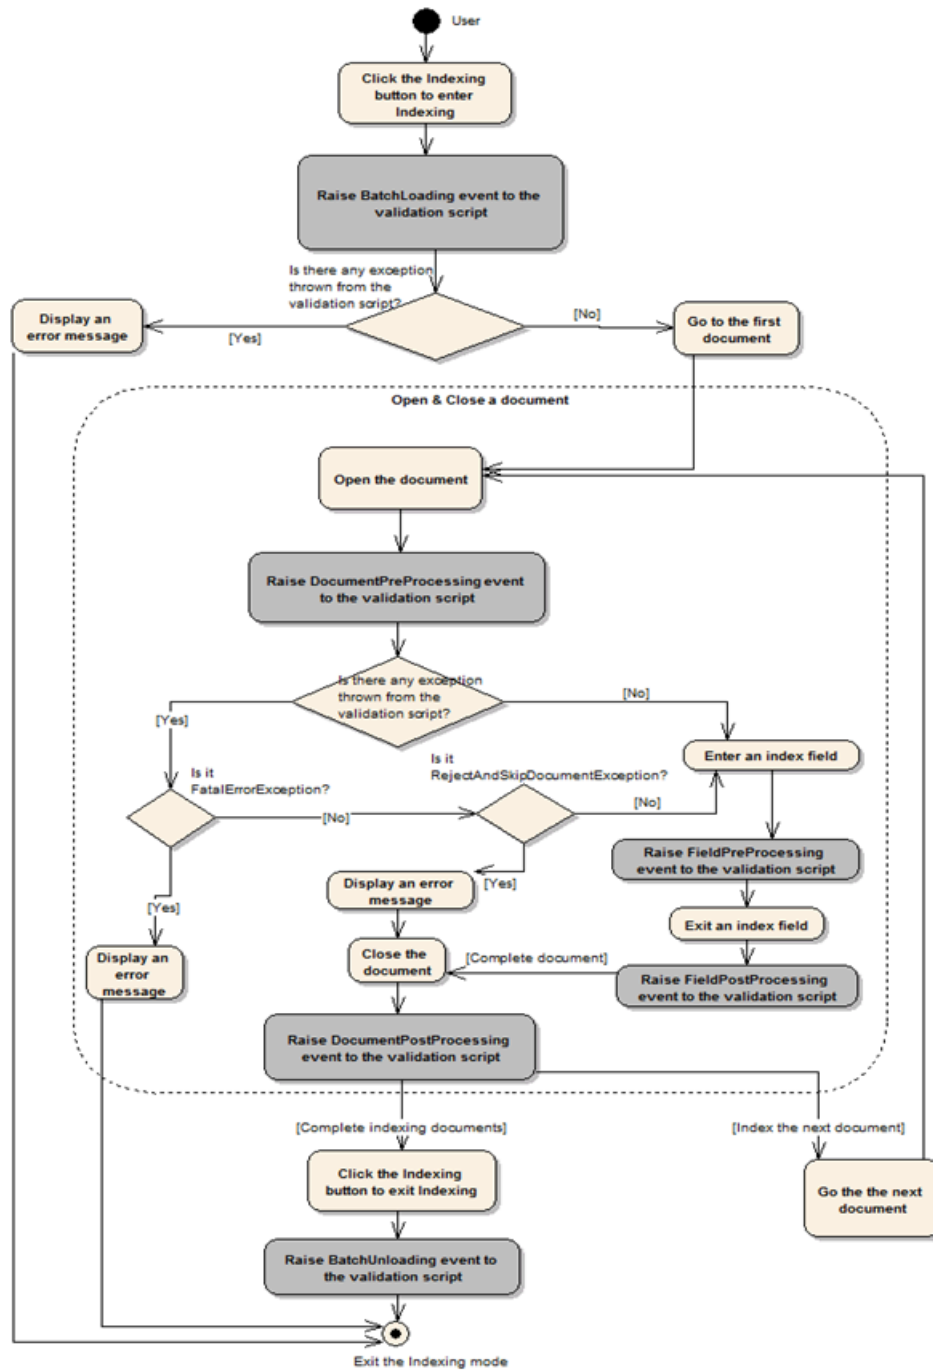 User
Click the Indexing
button to enter
Indexing
Raise BatchLoading event to the
validation script
Is there any exception
thrown from the
validation script?
Display an
error message
[Yes]
[No]
Go to the first
document
Open & Close a document
Open the document
Raise DocumentPreProcessing event
to the validation script
Is there any exception
thrown from the
validation script?
[Yes]
[No]
Is it
FatalErrorException?
Is it
RejectAndSkipDocumentException?
Enter an index field
[No]
[No]
Raise FieldPreProcessing
event to the validation script
[Yes]
Display an error
message
[Yes]
Exit an index field
Display an
error
message
Close the
document
[Complete document]
Raise FieldPostProcessing
event to the validation script
Raise DocumentPostProcessing
event to the validation script
[Complete indexing documents]
[Index the next document]
Click the Indexing
button to exit Indexing
Go the the next
document
Raise BatchUnloading event to
the validation script
Exit the Indexing mode